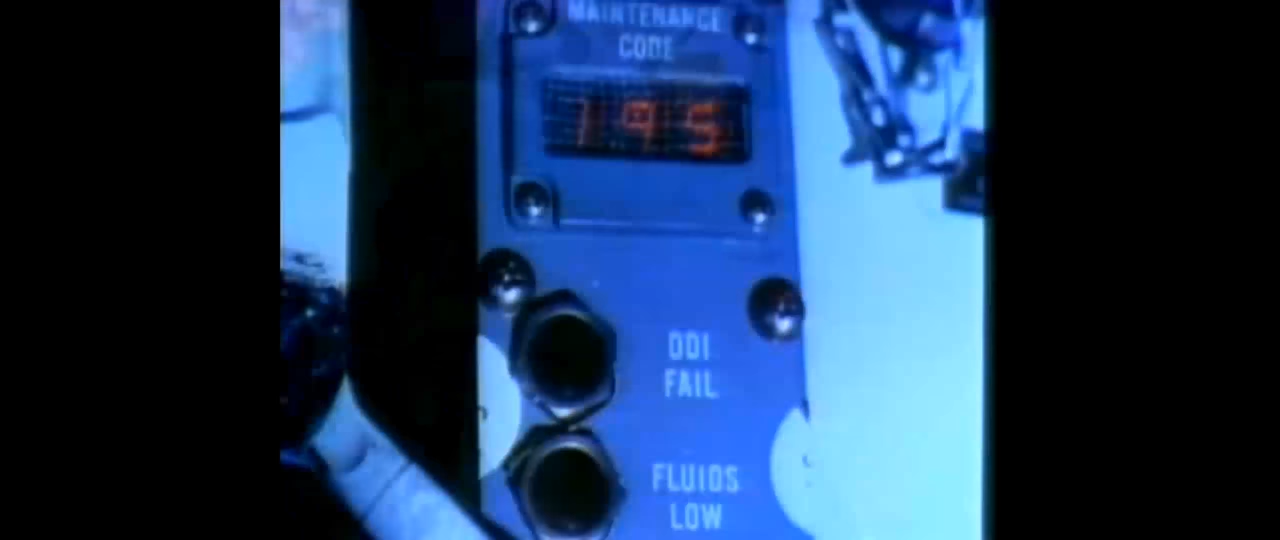 MAINTENANCE
CODE
195
DDI
FAIL
FLUIDS
LOW